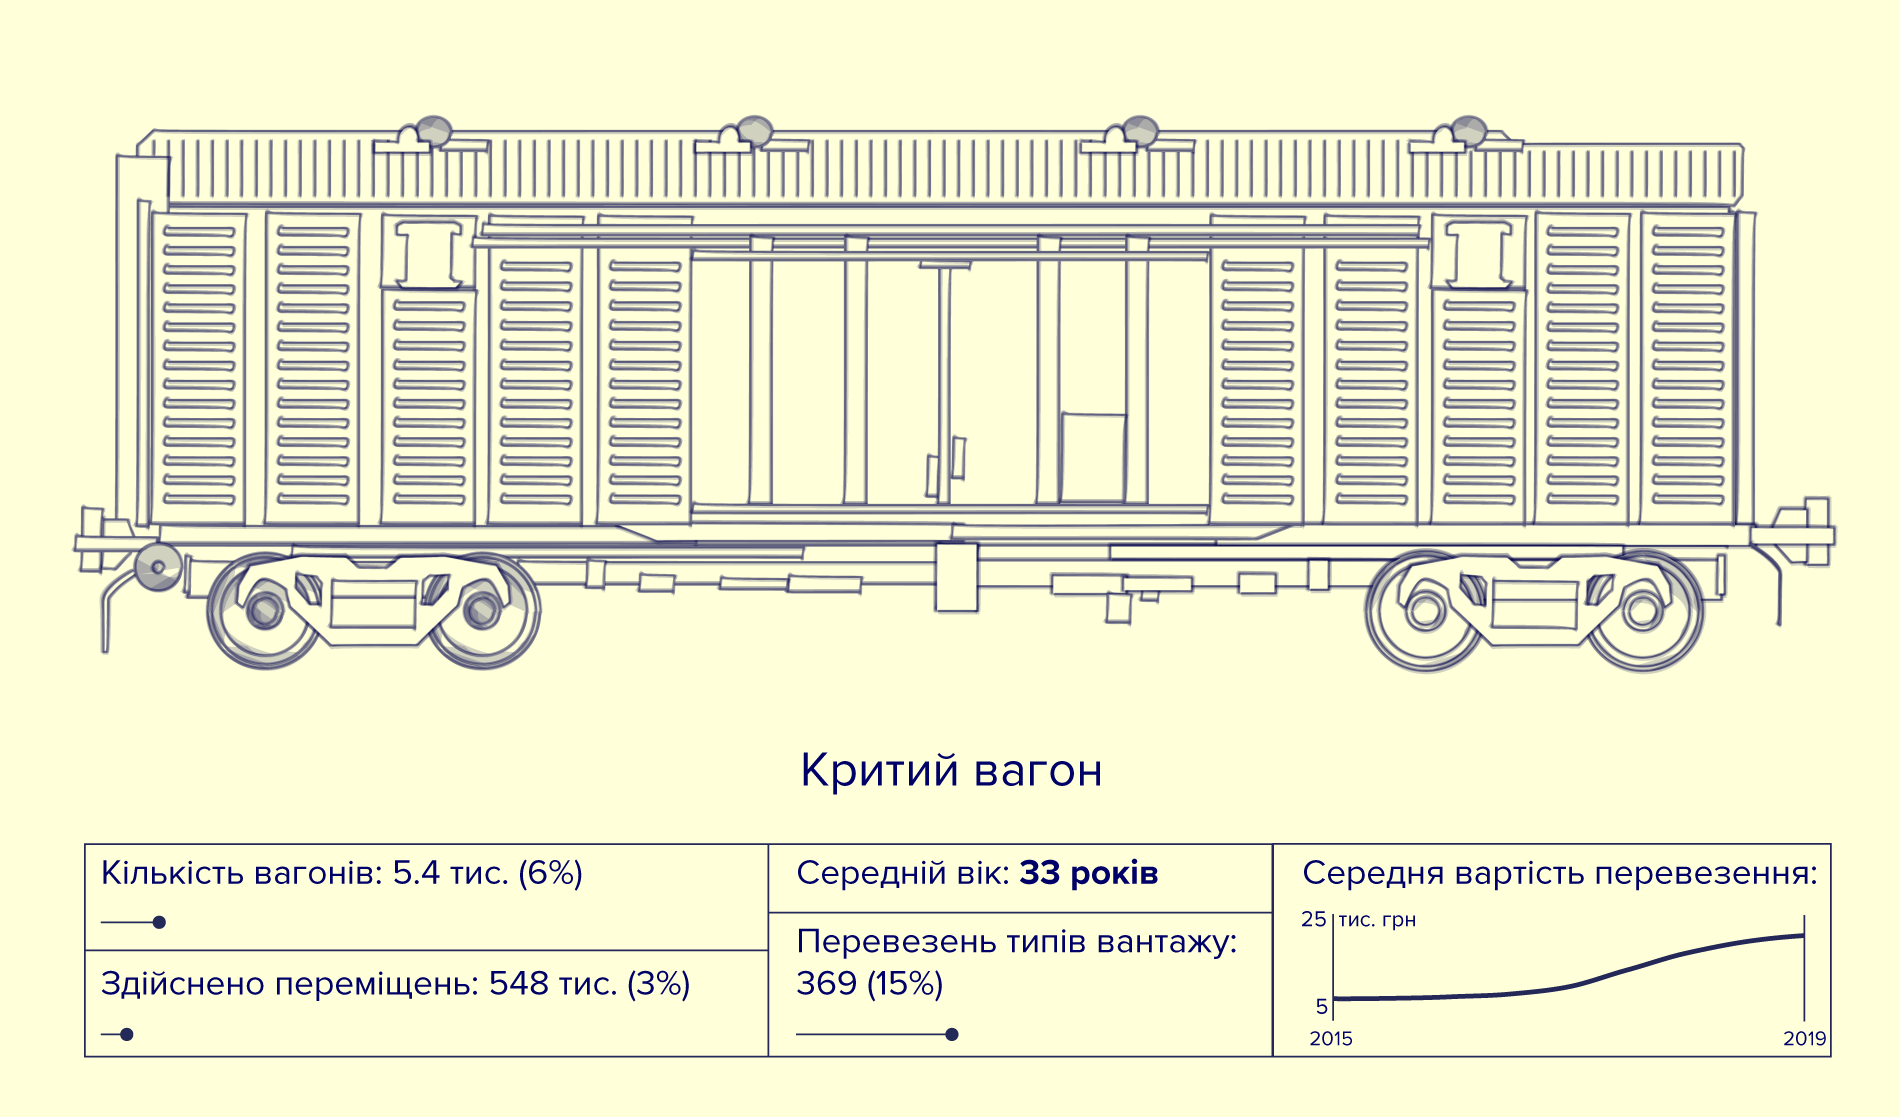 Критий вагон
Кількість вагонів: 5.4 тис. (6%)
Здійснено переміщень: 548 тис. (3%)
Середній вік: 33 років
Перевезень типів вантажу:
369 (15%)
Середня вартість перевезення:
25 тис. грн
5
2015 2019